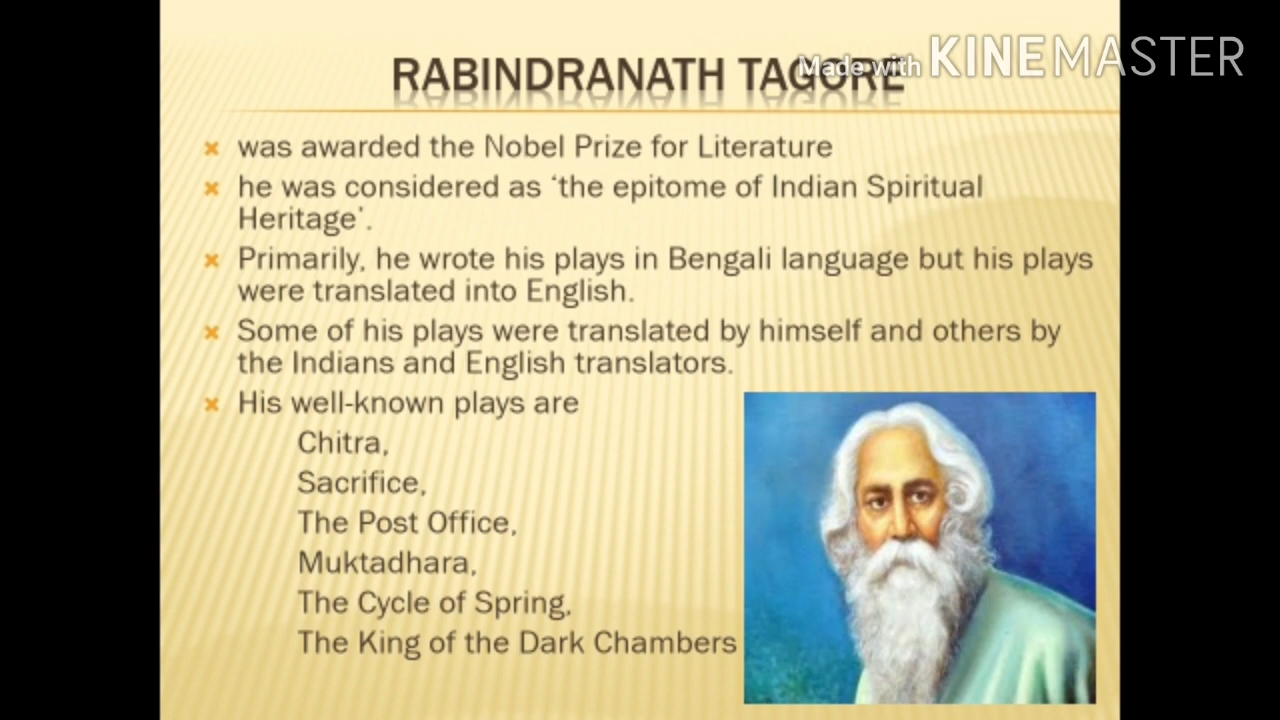 Made with KINEMASTER
RABINDRANATH TAGORE
was awarded the Nobel Prize for Literature
he was considered as ‘the epitome of Indian Spiritual
Heritage’.
Primarily, he wrote his plays in Bengali language but his plays
were translated into English.
Some of his plays were translated by himself and others by
the Indians and English translators.
His well-known plays are
Chitra,
Sacrifice,
The Post Office,
Muktadhara,
The Cycle of Spring,
The King of the Dark Chambers